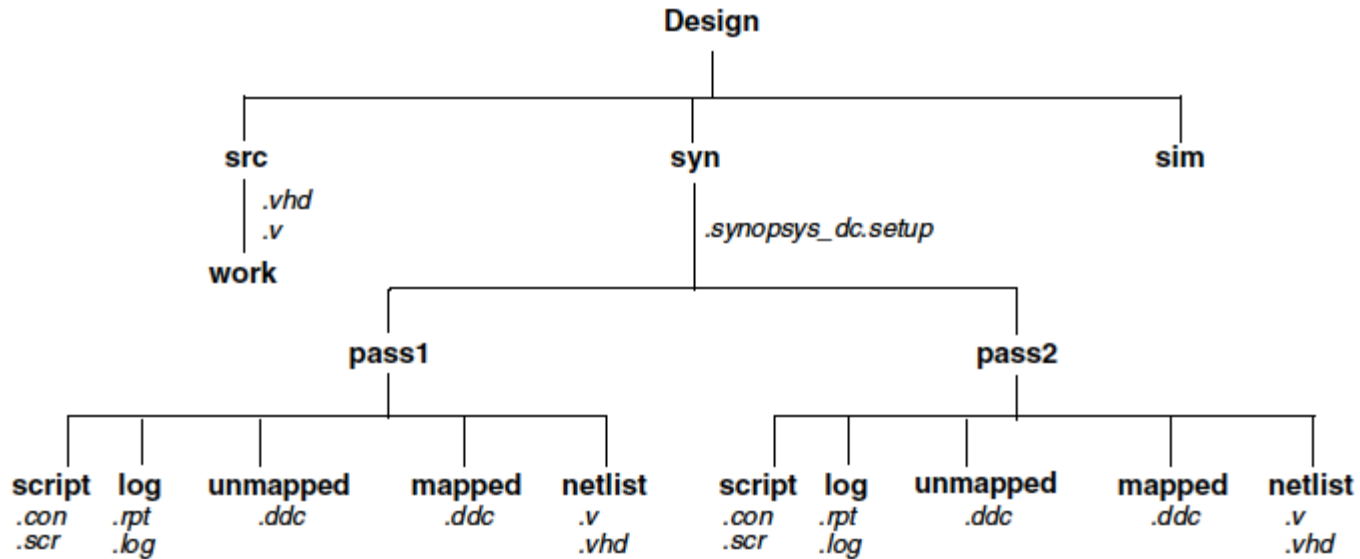 Design
src syn sim
.vhd
.v
.synopsys_dc.setup
work
pass1 pass2
script log unmapped mapped netlist script log unmapped mapped netlist
.con .rpt .ddc .ddc .v .con .rpt .ddc .ddc .v
.scr .log .vhd .scr .log .vhd